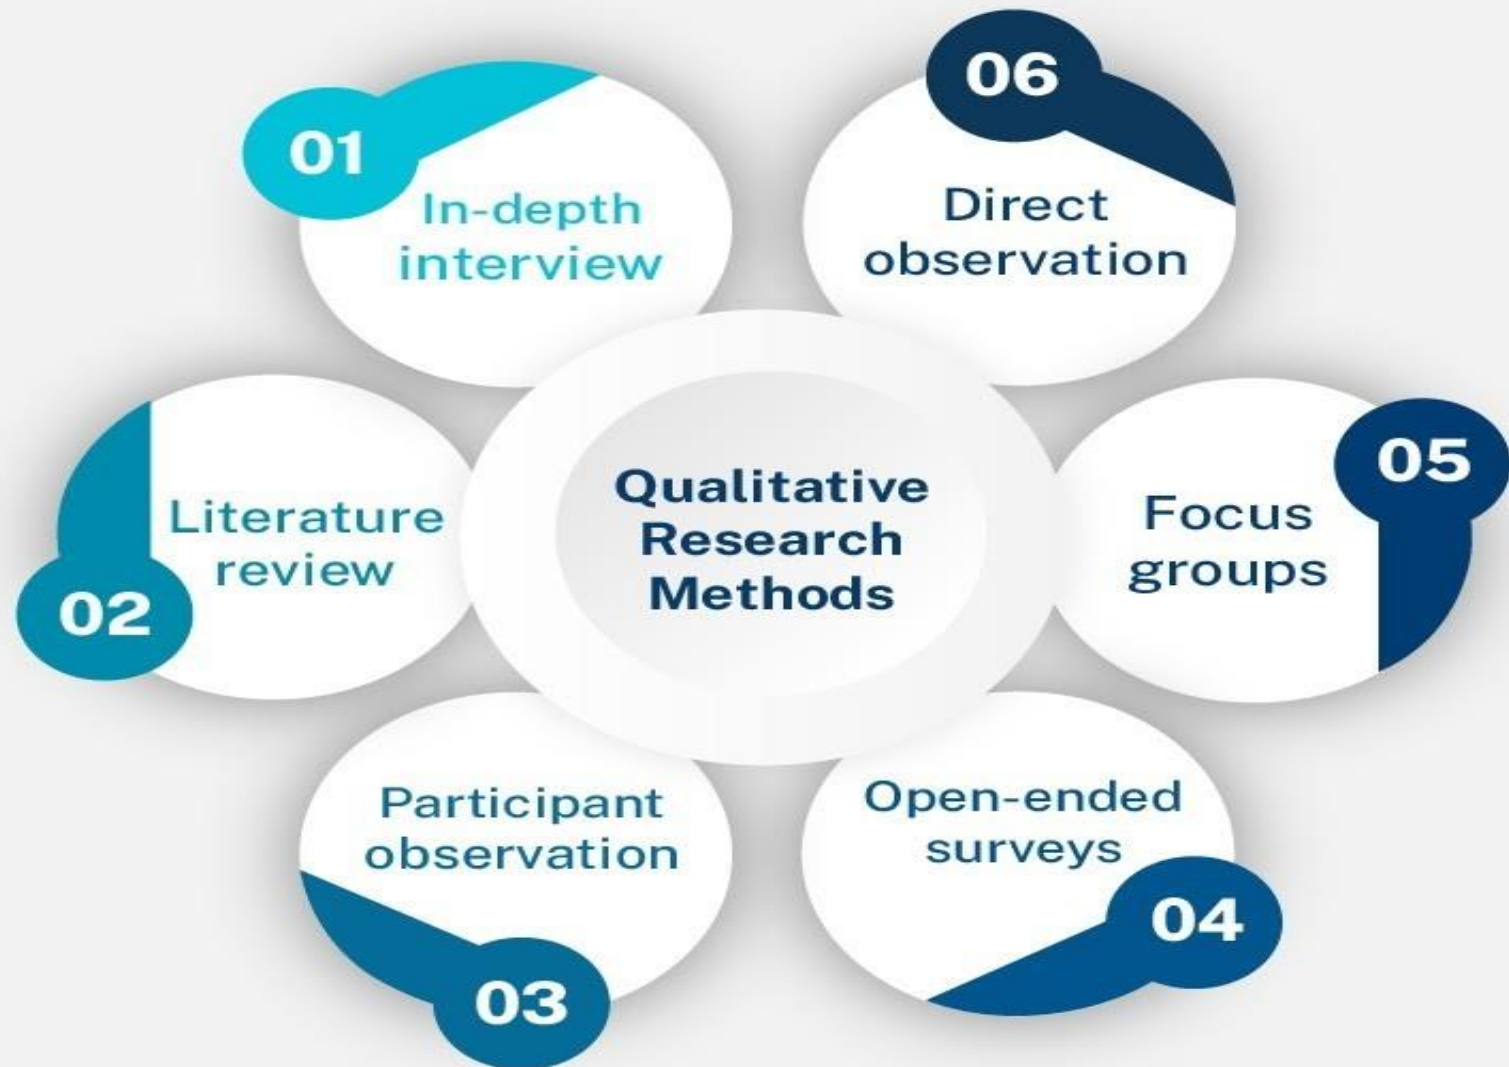 01
In-depth
interview
02
Literature
review
03
Participant
observation
04
Open-ended
surveys
05
Focus
groups
06
Direct
observation
Qualitative
Research
Methods